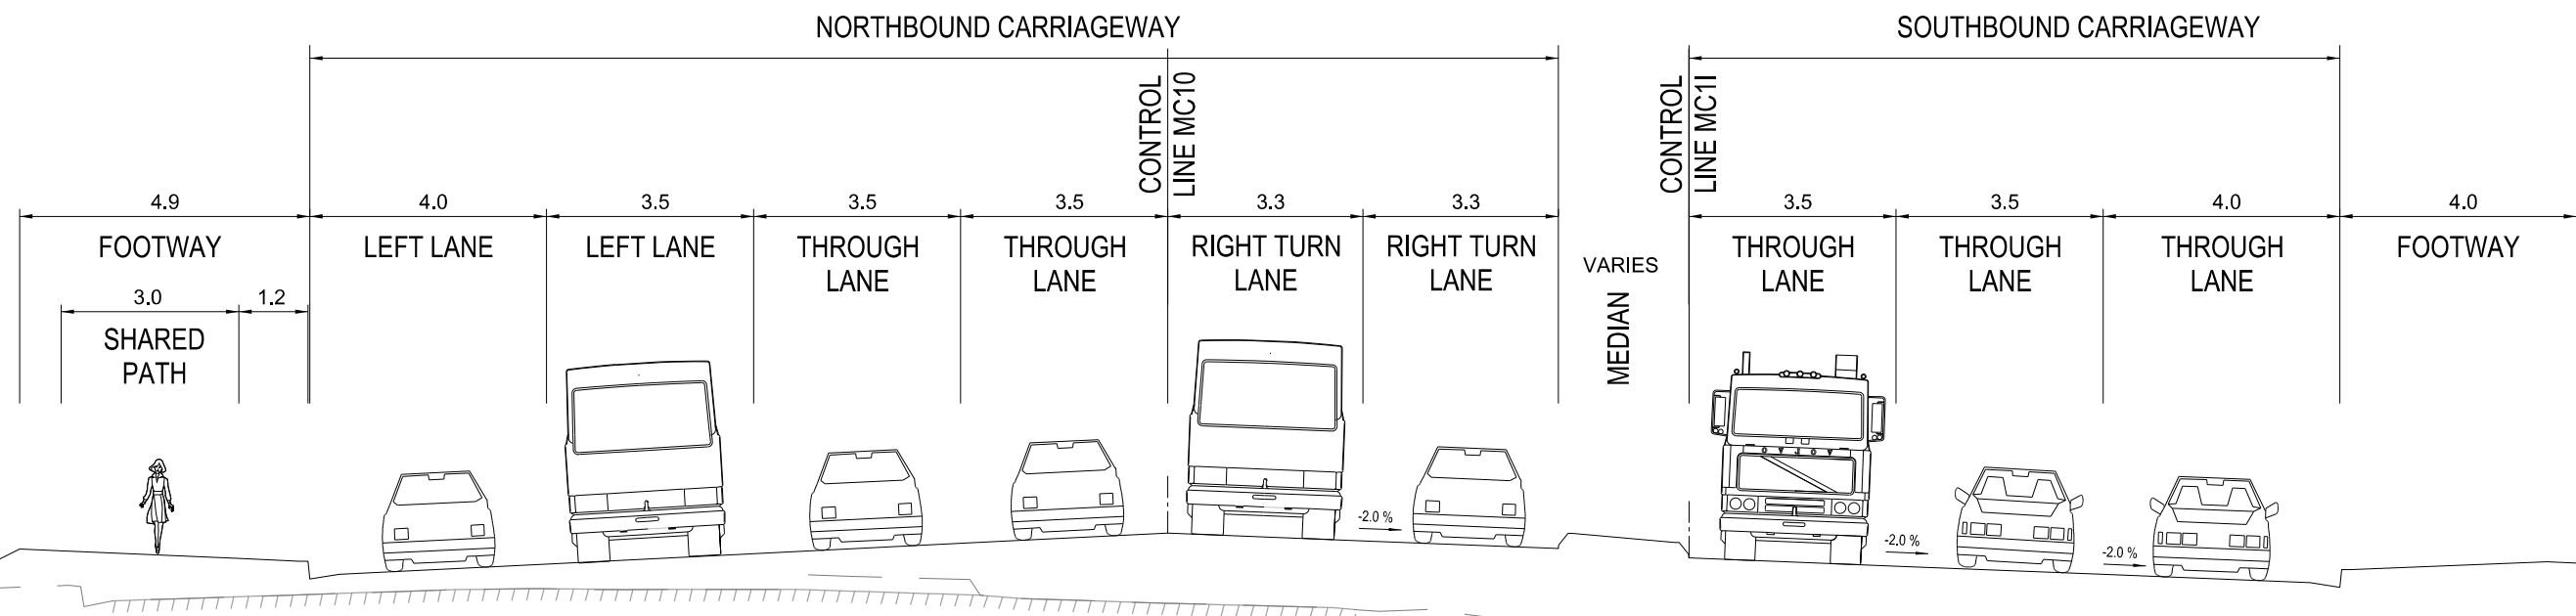 NORTHBOUND CARRIAGEWAY
SOUTHBOUND CARRIAGEWAY
CONTROL
LINE MC10
CONTROL
LINE MC11
4.9
4.0
3.5
3.5
3.5
3.3
3.3
3.5
3.5
4.0
4.0
FOOTWAY
LEFT LANE
LEFT LANE
THROUGH
LANE
THROUGH
LANE
RIGHT TURN
LANE
RIGHT TURN
LANE
VARIES
MEDIAN
THROUGH
LANE
THROUGH
LANE
THROUGH
LANE
FOOTWAY
3.0
1.2
SHARED
PATH
-2.0 %
-2.0 %
-2.0 %